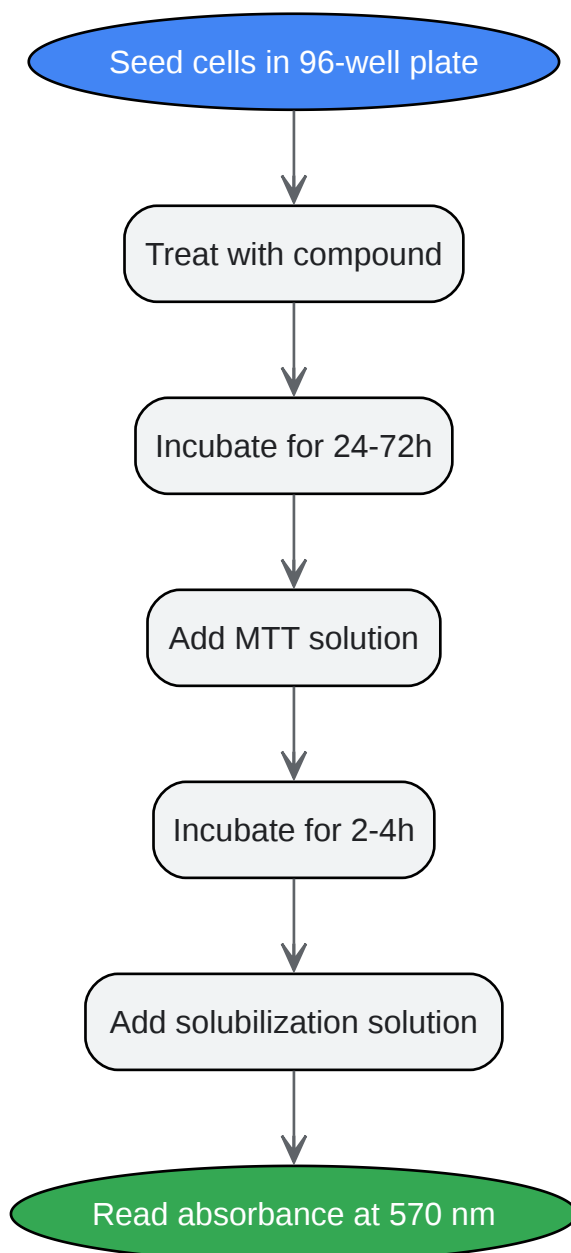 Seed cells in 96-well plate
Treat with compound
Incubate for 24-72h
Add MTT solution
Incubate for 2-4h
Add solubilization solution
Read absorbance at 570 nm